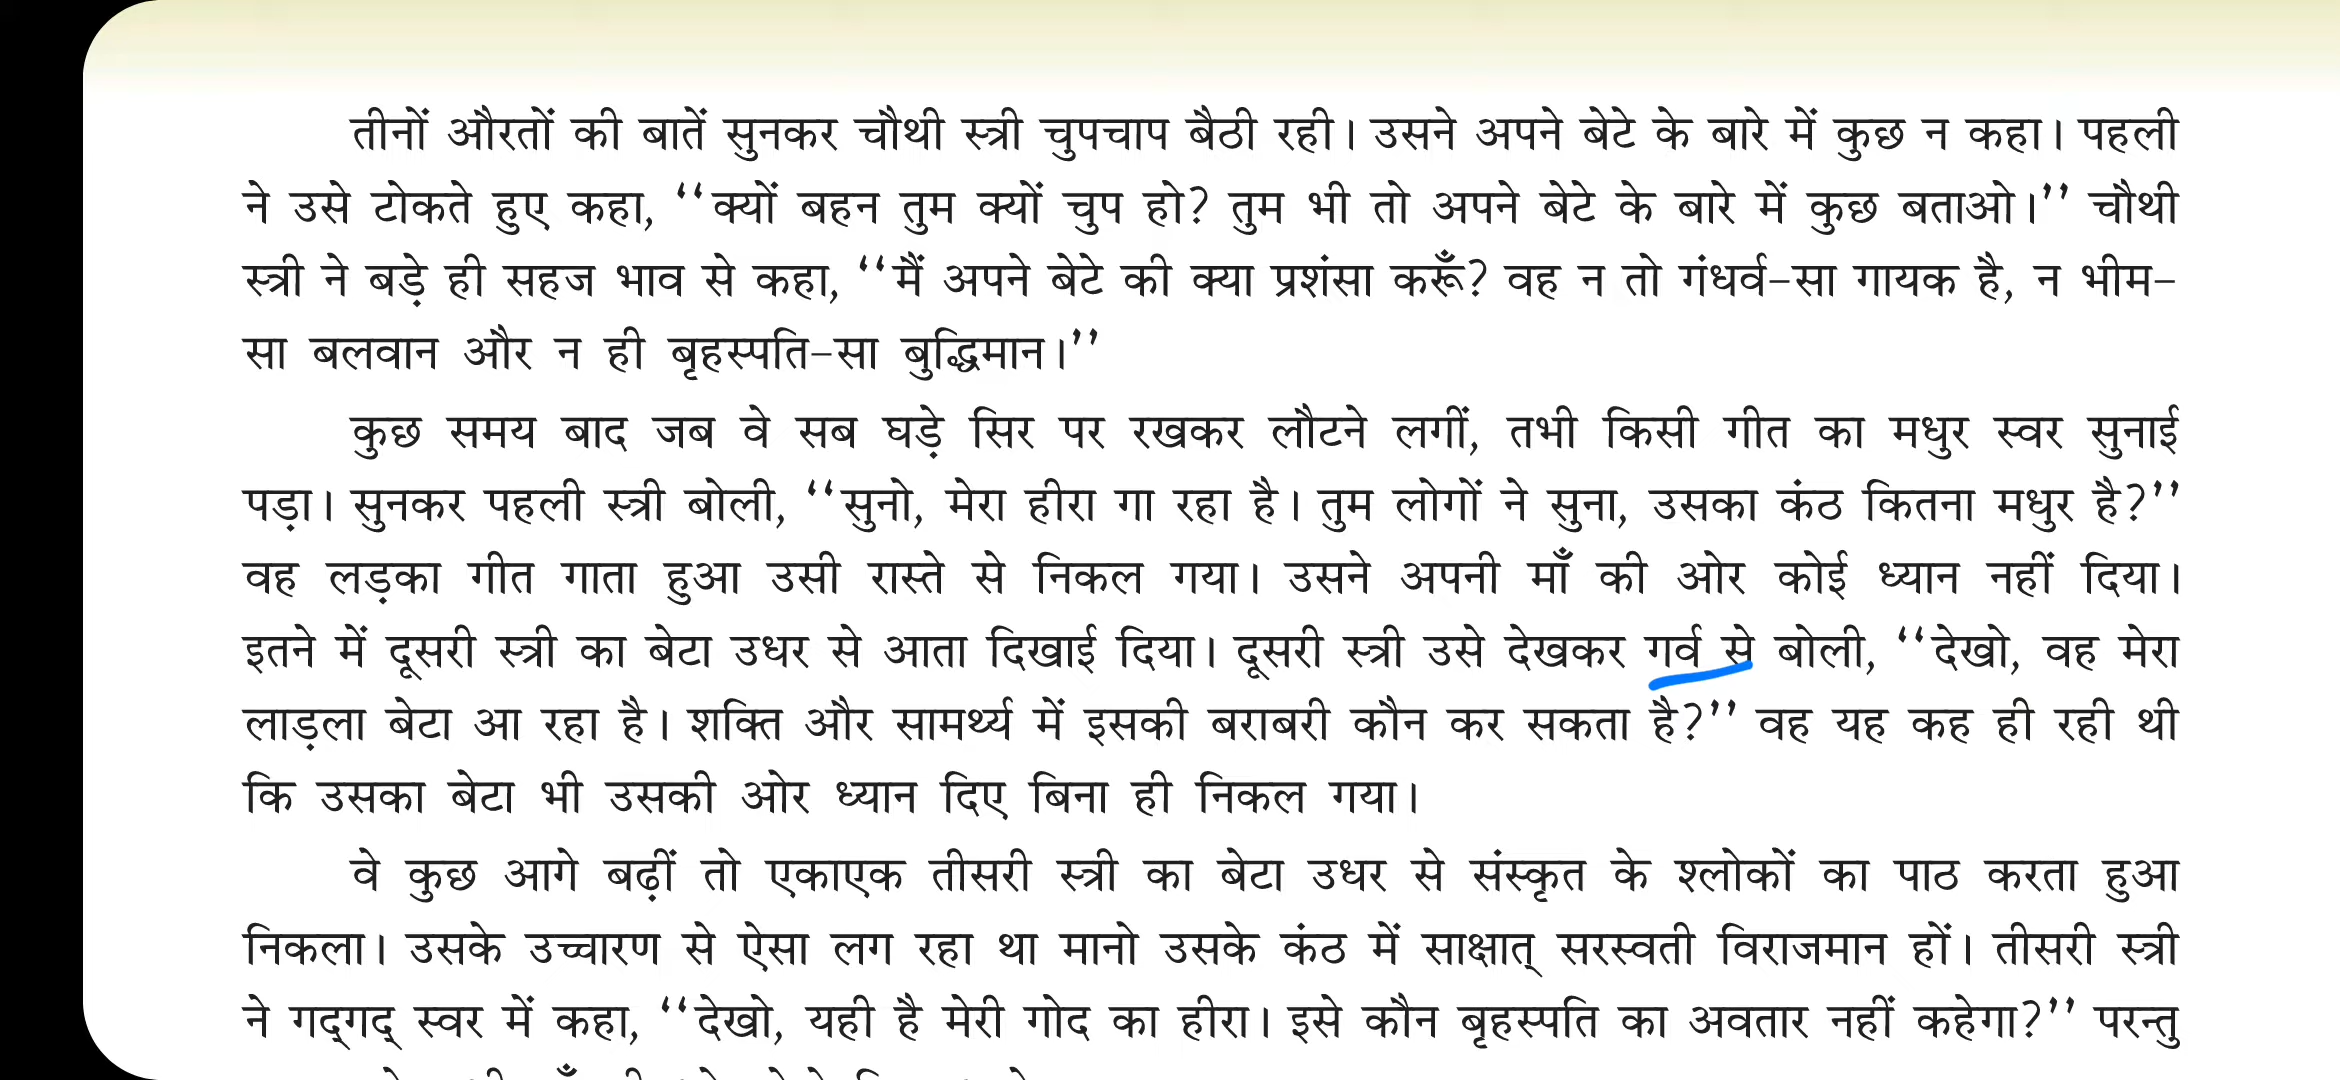 तीनों औरतों की बातें सुनकर चौथी स्त्री चुपचाप बैठी रही। उसने अपने बेटे के बारे में कुछ न कहा। पहली
ने उसे टोकते हुए कहा, ‘‘क्यों बहन तुम क्यों चुप हो? तुम भी तो अपने बेटे के बारे में कुछ बताओ।’’ चौथी
स्त्री ने बड़े ही सहज भाव से कहा, ‘‘मैं अपने बेटे की क्या प्रशंसा करूँ? वह न तो गंधर्व-सा गायक है, न भीम-
सा बलवान और न ही बृहस्पति-सा बुद्धिमान।’’
कुछ समय बाद जब वे सब घड़े सिर पर रखकर लौटने लगीं, तभी किसी गीत का मधुर स्वर सुनाई
पड़ा। सुनकर पहली स्त्री बोली, ‘‘सुनो, मेरा हीरा गा रहा है। तुम लोगों ने सुना, उसका कंठ कितना मधुर है?’’
वह लड़का गीत गाता हुआ उसी रास्ते से निकल गया। उसने अपनी माँ की ओर कोई ध्यान नहीं दिया।
इतने में दूसरी स्त्री का बेटा उधर से आता दिखाई दिया। दूसरी स्त्री उसे देखकर गर्व से बोली, ‘‘देखो, वह मेरा
लाड़ला बेटा आ रहा है। शक्ति और सामर्थ्य में इसकी बराबरी कौन कर सकता है?’’ वह यह कह ही रही थी
कि उसका बेटा भी उसकी ओर ध्यान दिए बिना ही निकल गया।
वे कुछ आगे बढ़ीं तो एकाएक तीसरी स्त्री का बेटा उधर से संस्कृत के श्लोकों का पाठ करता हुआ
निकला। उसके उच्चारण से ऐसा लग रहा था मानो उसके कंठ में साक्षात् सरस्वती विराजमान हों। तीसरी स्त्री
ने गद्‌गद् स्वर में कहा, ‘‘देखो, यही है मेरी गोद का हीरा। इसे कौन बृहस्पति का अवतार नहीं कहेगा?’’ परन्तु